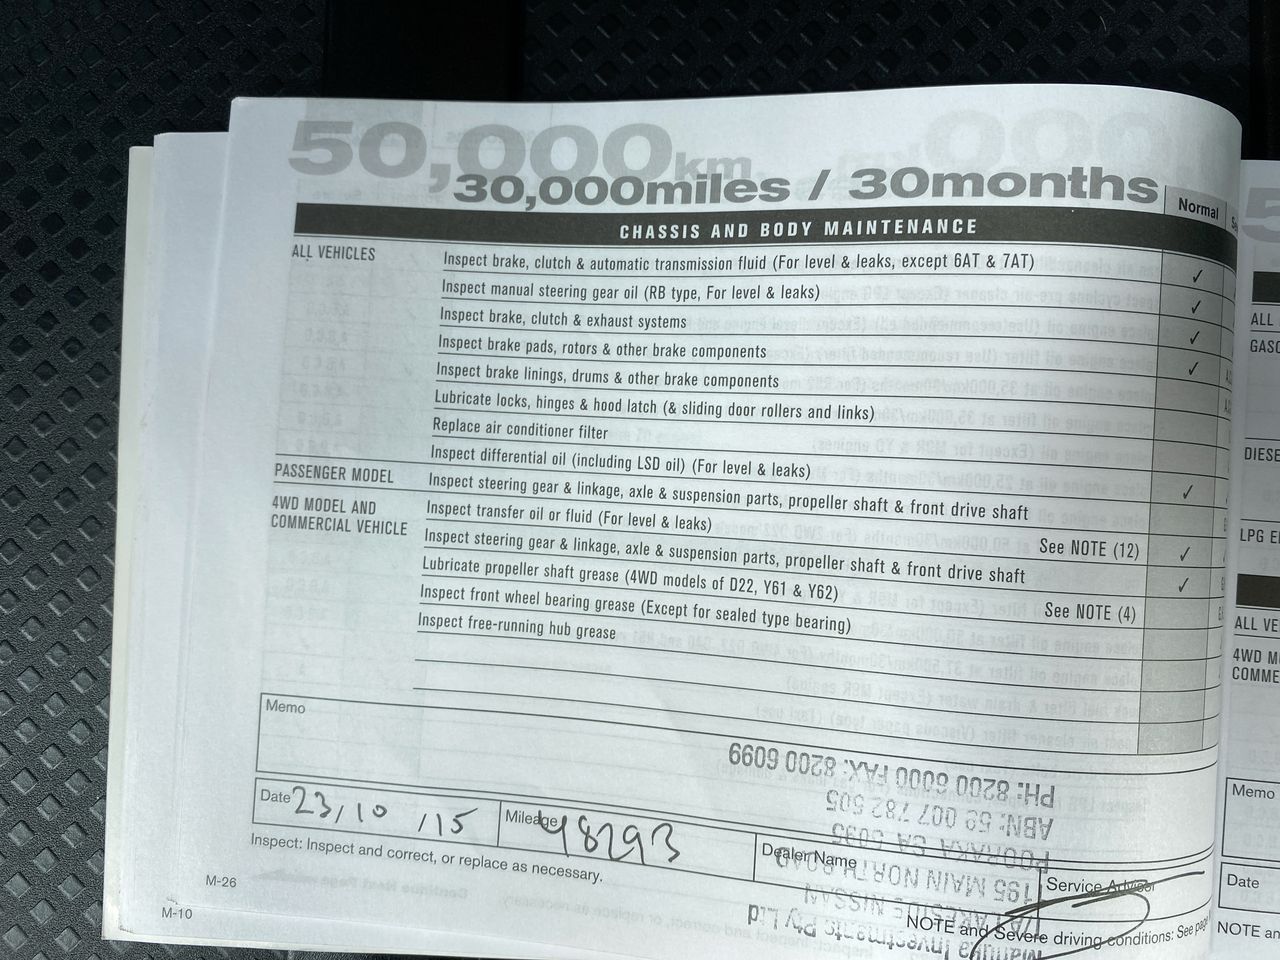 50,000km
30,000miles / 30months
Normal
CHASSIS AND BODY MAINTENANCE
ALL VEHICLES
Inspect brake, clutch & automatic transmission fluid (For level & leaks, except 6AT & 7AT) ✓
Inspect manual steering gear oil (RB type, For level & leaks) ✓
Inspect brake, clutch & exhaust systems ✓
Inspect brake pads, rotors & other brake components ✓
Inspect brake linings, drums & other brake components
Lubricate locks, hinges & hood latch (& sliding door rollers and links)
Replace air conditioner filter
Inspect differential oil (including LSD oil) (For level & leaks)
PASSENGER MODEL
Inspect steering gear & linkage, axle & suspension parts, propeller shaft & front drive shaft ✓
4WD MODEL AND
COMMERCIAL VEHICLE
Inspect transfer oil or fluid (For level & leaks) See NOTE (12) ✓
Inspect steering gear & linkage, axle & suspension parts, propeller shaft & front drive shaft ✓
Lubricate propeller shaft grease (4WD models of D22, Y61 & Y62) See NOTE (4)
Inspect front wheel bearing grease (Except for sealed type bearing)
Inspect free-running hub grease
Memo
PH: 8200 6000 FAX: 8200 6099
ABN: 59 007 782 505
POORAKA SA 5095
195 MAIN NORTH ROAD
LAKESIDE NISSAN
Investments Pty Ltd
Date 23/10/15
Mileage 48293
Dealer Name
Service Advisor
Inspect: Inspect and correct, or replace as necessary.
NOTE and Severe driving conditions: See page
M-26
M-10
ALL
DIESE
ALL VE
4WD M
COMME
Memo
Date
NOTE an